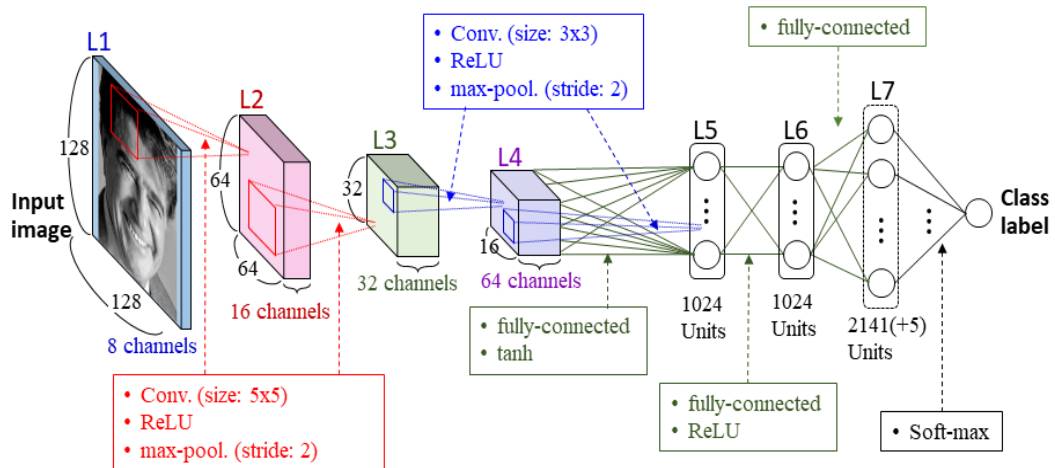 L1
128
Input
image
128
8 channels
L2
64
64
16 channels
L3
32
32 channels
L4
16
64 channels
• Conv. (size: 3x3)
• ReLU
• max-pool. (stride: 2)
• fully-connected
L5
1024
Units
L6
1024
Units
L7
2141(+5)
Units
Class
label
• Conv. (size: 5x5)
• ReLU
• max-pool. (stride: 2)
• fully-connected
• tanh
• fully-connected
• ReLU
• Soft-max